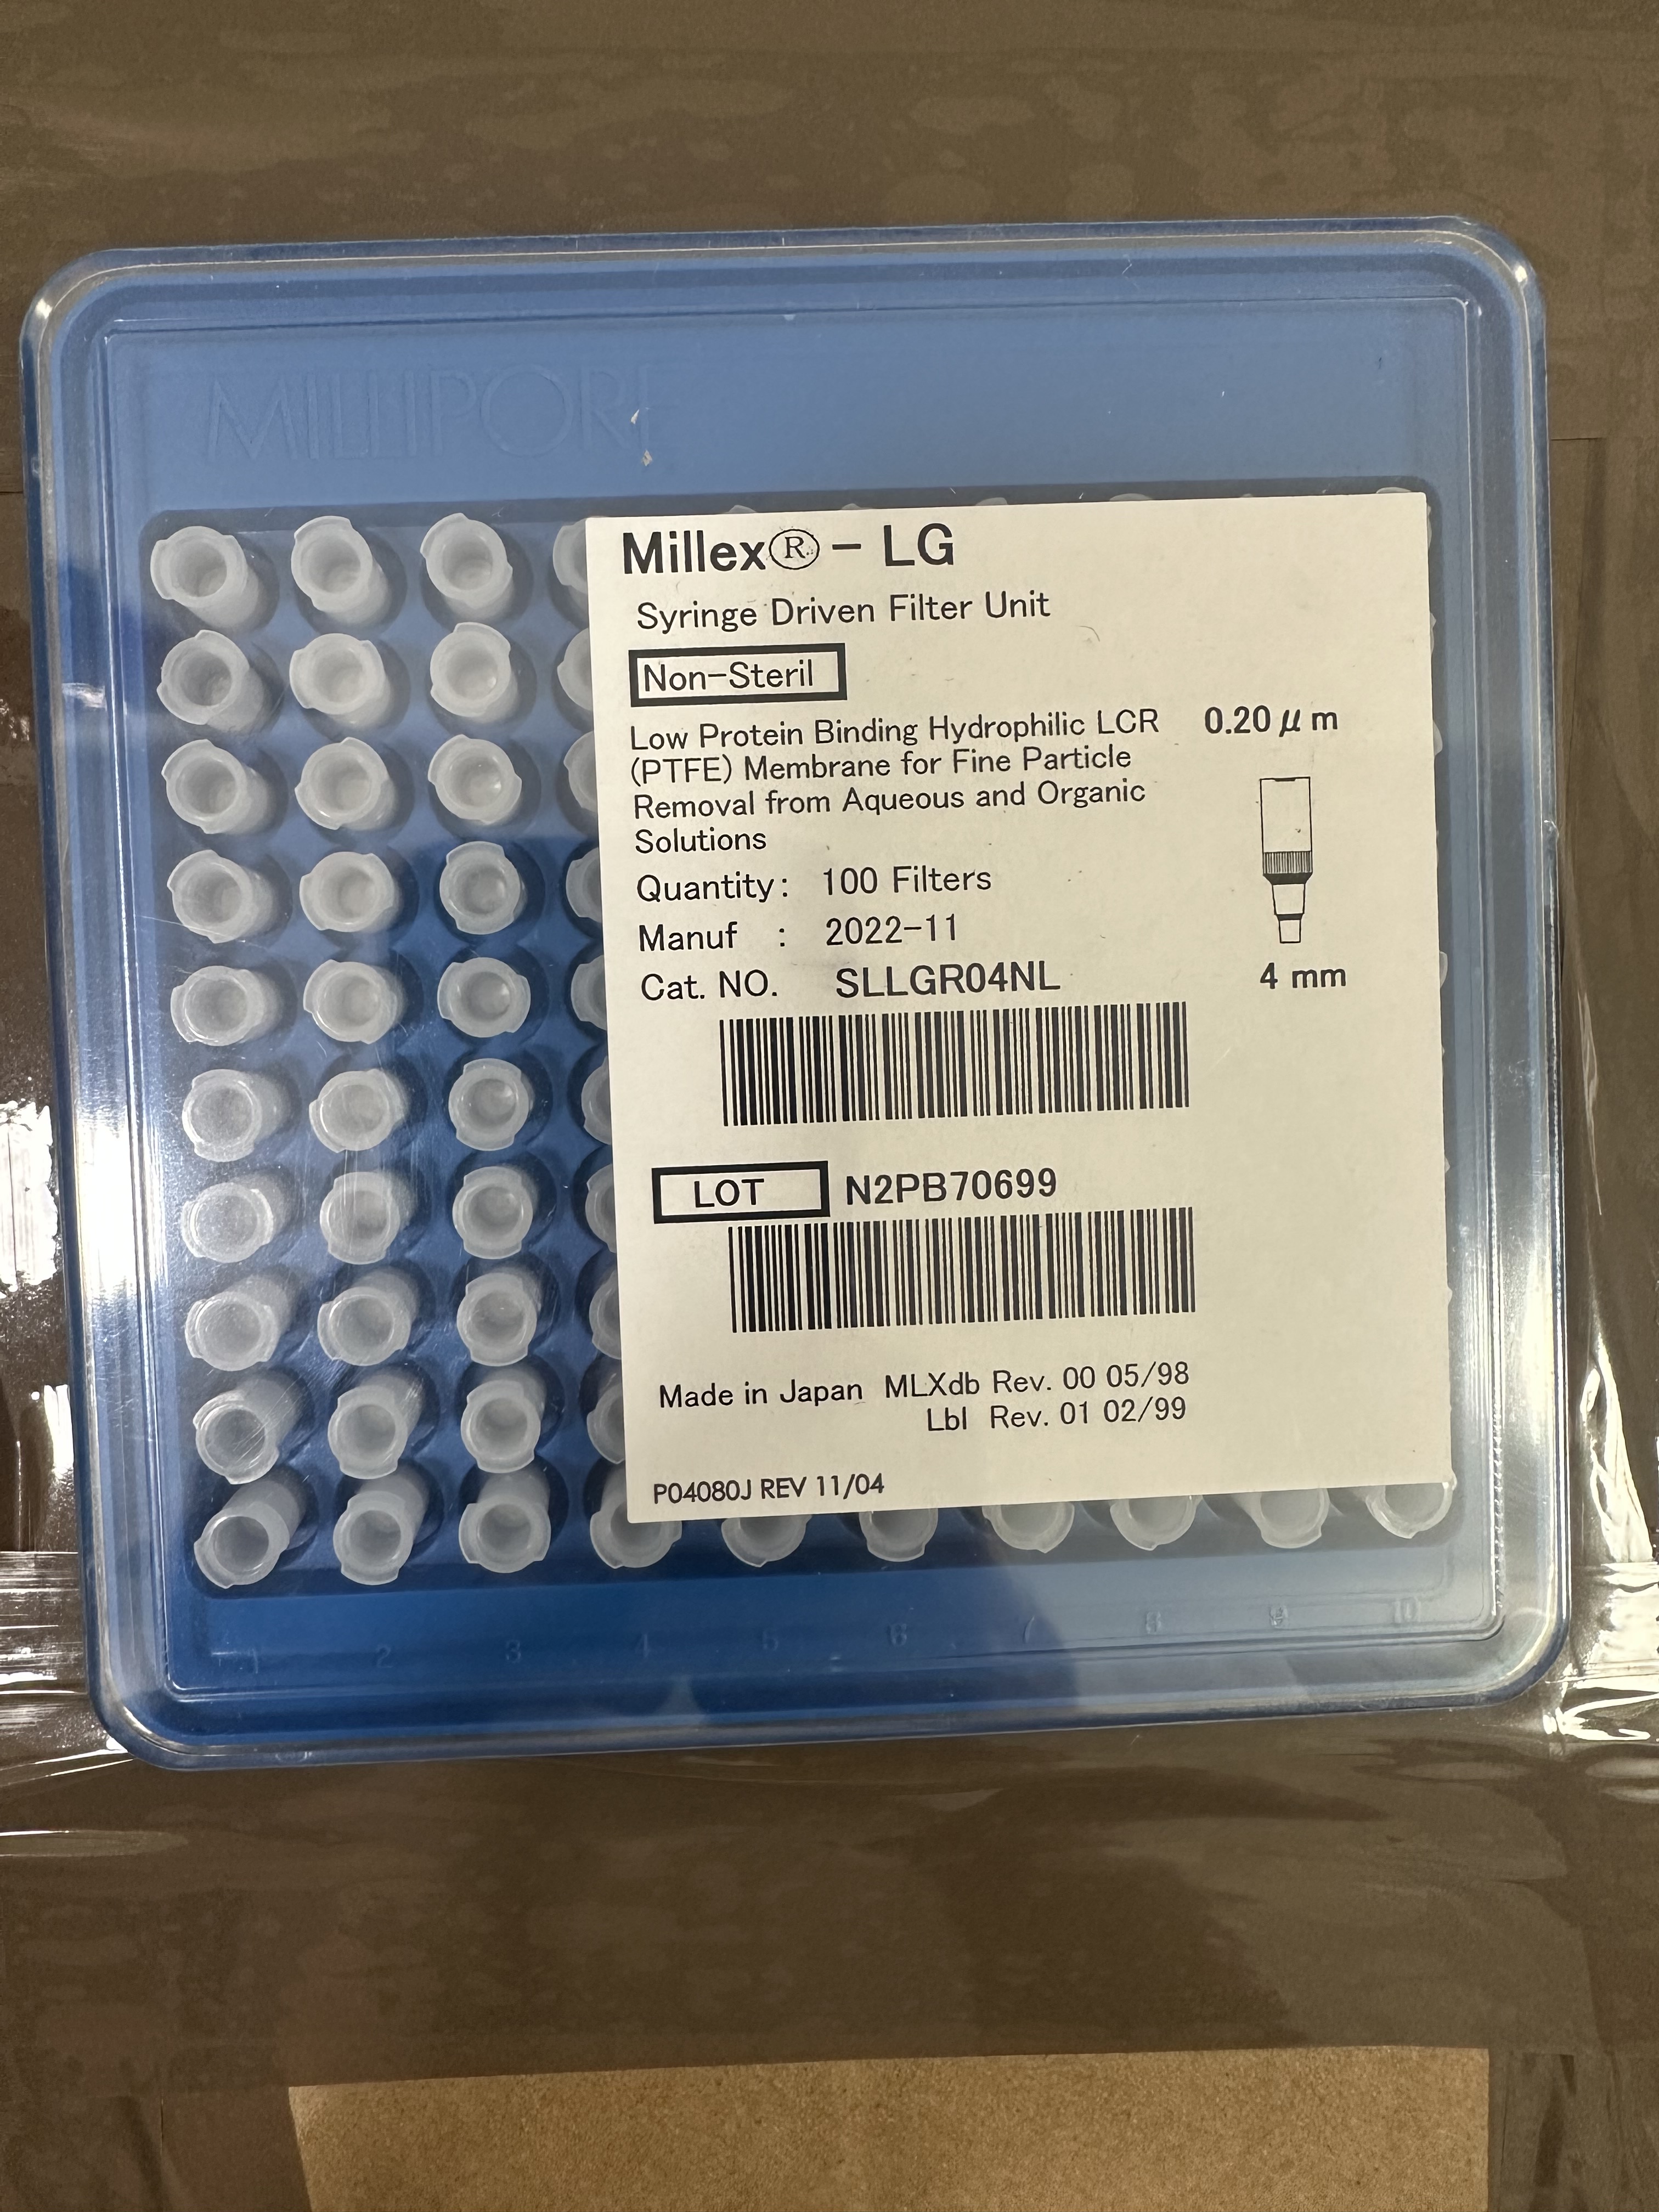 MILLIPORE
Millex® - LG
Syringe Driven Filter Unit
Non-Steril
Low Protein Binding Hydrophilic LCR 0.20 μm
(PTFE) Membrane for Fine Particle
Removal from Aqueous and Organic
Solutions
Quantity: 100 Filters
Manuf : 2022-11
Cat. NO. SLLGR04NL
4 mm
LOT N2PB70699
Made in Japan MLXdb Rev. 00 05/98
Lbl Rev. 01 02/99
P04080J REV 11/04
1 2 3 4 5 6 7 8 9 10